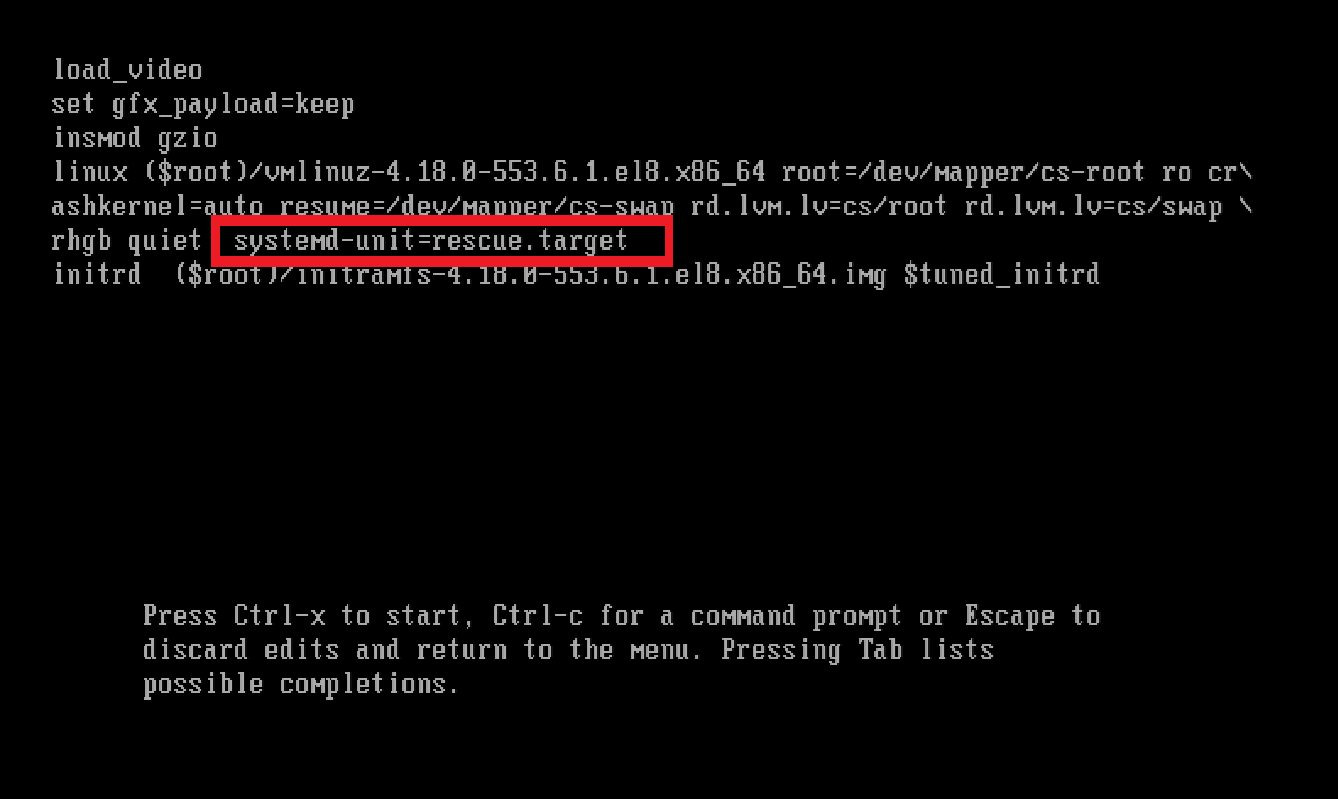 load_video
set gfx_payload=keep
insmod gzio
linux ($root)/vmlinuz-4.18.0-553.6.1.el8.x86_64 root=/dev/mapper/cs-root ro cr\
ashkernel=auto resume=/dev/mapper/cs-swap rd.lvm.lv=cs/root rd.lvm.lv=cs/swap \
rhgb quiet systemd-unit=rescue.target
initrd ($root)/initramfs-4.18.0-553.6.1.el8.x86_64.img $tuned_initrd
Press Ctrl-x to start, Ctrl-c for a command prompt or Escape to
discard edits and return to the menu. Pressing Tab lists
possible completions.